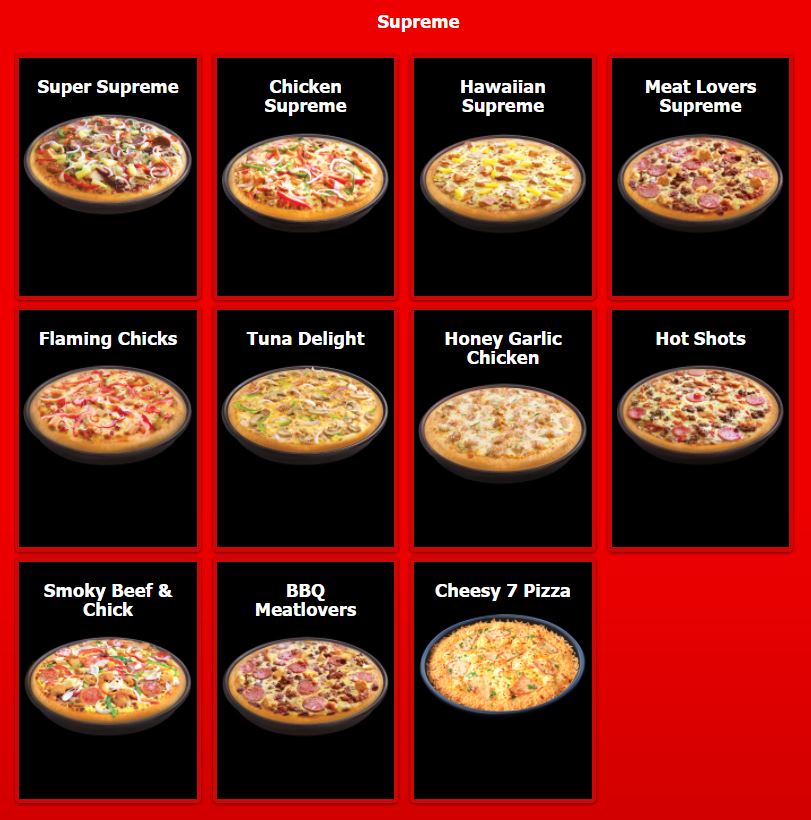 Supreme
Super Supreme
Chicken
Supreme
Hawaiian
Supreme
Meat Lovers
Supreme
Flaming Chicks
Tuna Delight
Honey Garlic
Chicken
Hot Shots
Smoky Beef &
Chick
BBQ
Meatlovers
Cheesy 7 Pizza